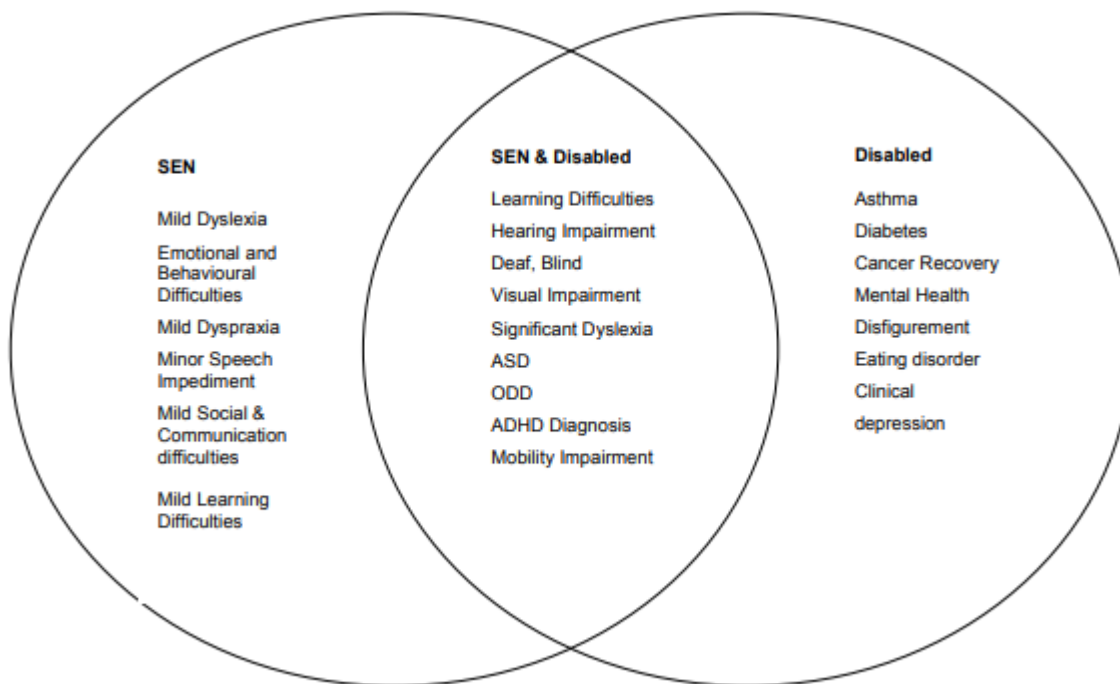 SEN
Mild Dyslexia
Emotional and
Behavioural
Difficulties
Mild Dyspraxia
Minor Speech
Impediment
Mild Social &
Communication
difficulties
Mild Learning
Difficulties
SEN & Disabled
Learning Difficulties
Hearing Impairment
Deaf, Blind
Visual Impairment
Significant Dyslexia
ASD
ODD
ADHD Diagnosis
Mobility Impairment
Disabled
Asthma
Diabetes
Cancer Recovery
Mental Health
Disfigurement
Eating disorder
Clinical
depression